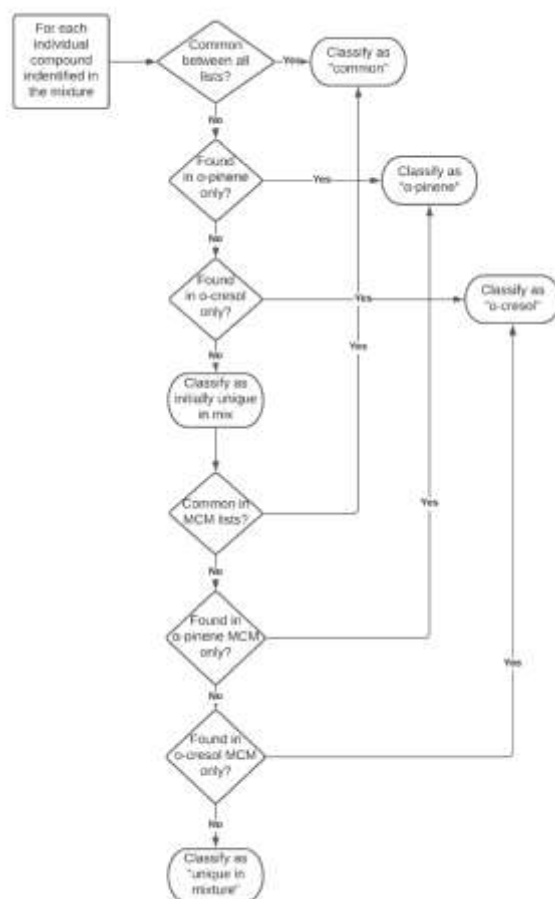 For each
individual
compound
indentified in
the mixture
Common
between all
lists?
Yes
Classify as
"common"
No
Found
in α-pinene
only?
Yes
Classify as
"α-pinene"
No
Found
in o-cresol
only?
Yes
Classify as
"o-cresol"
No
Classify as
initially unique
in mix
Yes
Common in
MCM lists?
Yes
No
Found in
α-pinene MCM
only?
Yes
No
Found in
o-cresol MCM
only?
No
Classify as
"unique in
mixture"